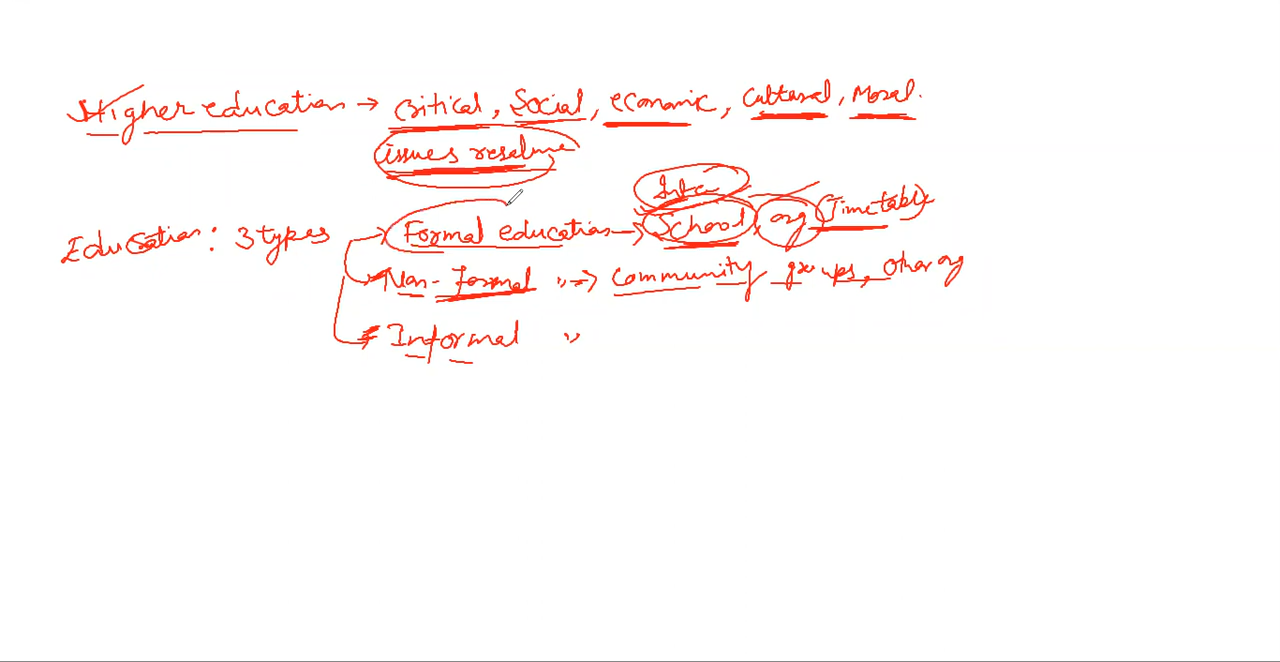 Higher education → Critical, Social, economic, Cultural, Moral.
issues resolve
Education: 3 types
Formal education → School, org, Timetable
Non-Formal " → Community groups, other org
Informal "